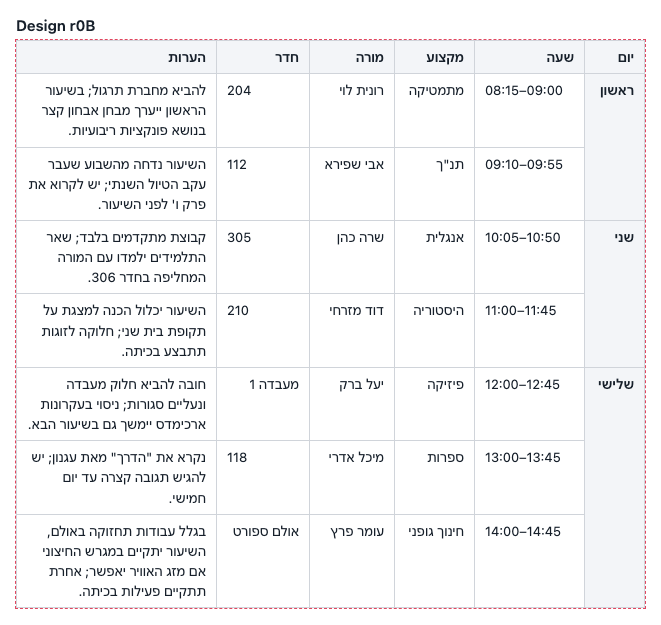 Design r0B
יום שעה מקצוע מורה חדר הערות
ראשון 08:15–09:00 מתמטיקה רונית לוי 204 להביא מחברת תרגול; בשיעור
הראשון ייערך מבחן אבחון קצר
בנושא פונקציות ריבועיות.
09:10–09:55 תנ"ך אבי שפירא 112 השיעור נדחה מהשבוע שעבר
עקב הטיול השנתי; יש לקרוא את
פרק ו' לפני השיעור.
שני 10:05–10:50 אנגלית שרה כהן 305 קבוצת מתקדמים בלבד; שאר
התלמידים ילמדו עם המורה
המחליפה בחדר 306.
11:00–11:45 היסטוריה דוד מזרחי 210 השיעור יכלול הכנה למצגת על
תקופת בית שני; חלוקה לזוגות
תתבצע בכיתה.
שלישי 12:00–12:45 פיזיקה יעל ברק מעבדה 1 חובה להביא חלוק מעבדה
ונעליים סגורות; ניסוי בעקרונות
ארכימדס יימשך גם בשיעור הבא.
13:00–13:45 ספרות מיכל אדרי 118 נקרא את "הדרך" מאת עגנון; יש
להגיש תגובה קצרה עד יום
חמישי.
14:00–14:45 חינוך גופני עומר פרץ אולם ספורט בגלל עבודות תחזוקה באולם,
השיעור יתקיים במגרש החיצוני
אם מזג האוויר יאפשר; אחרת
תתקיים פעילות בכיתה.